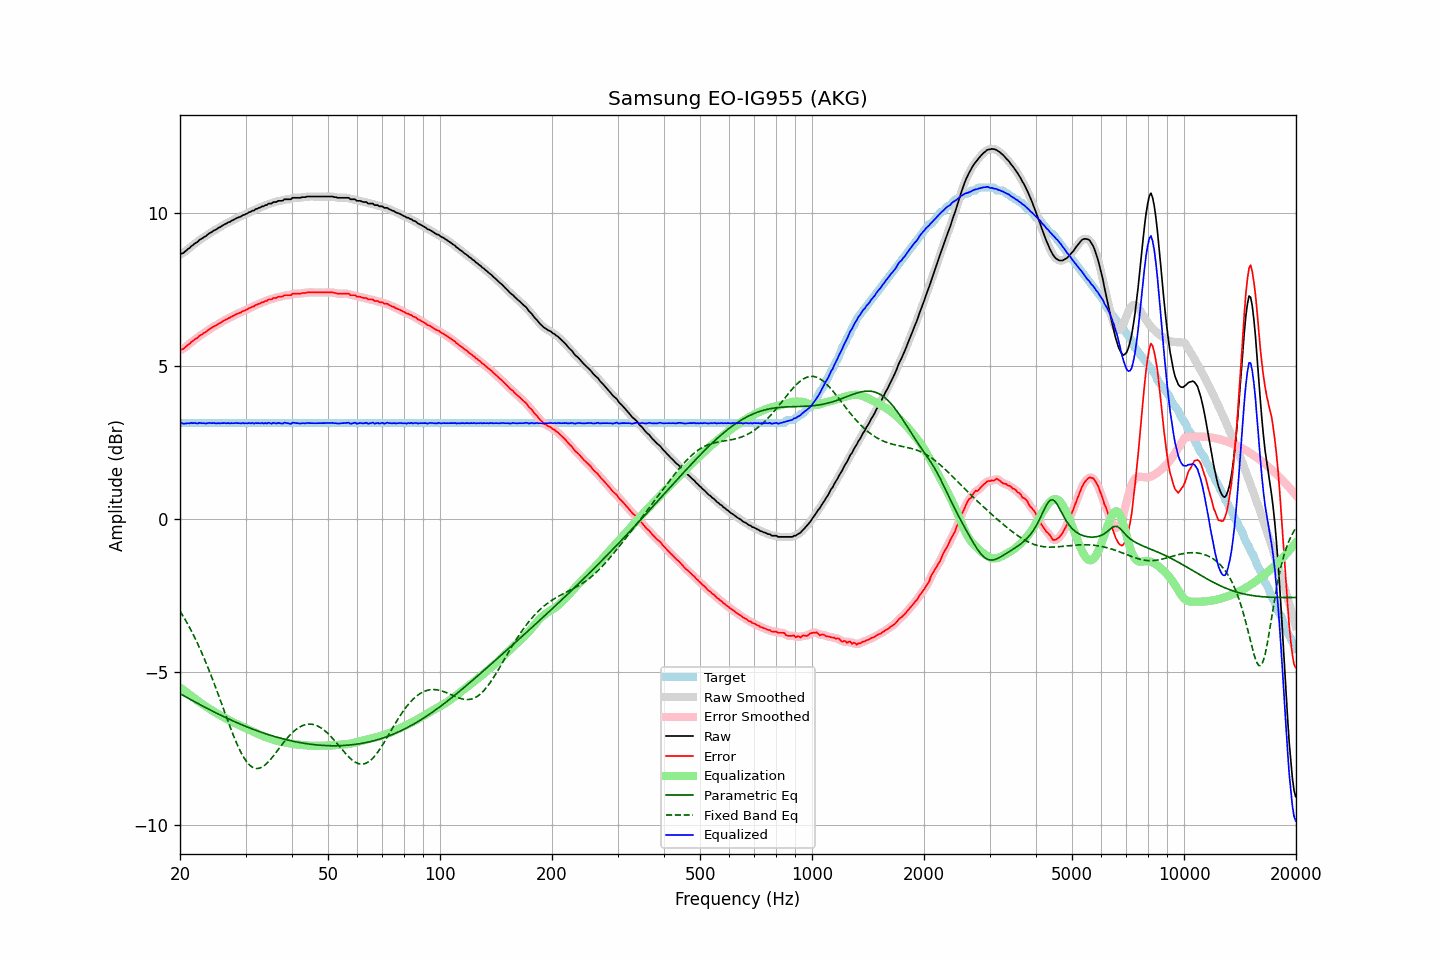 Samsung EO-IG955 (AKG)
Amplitude (dBr)
10
5
0
−5
−10
Target
Raw Smoothed
Error Smoothed
Raw
Error
Equalization
Parametric Eq
Fixed Band Eq
Equalized
20 50 100 200 500 1000 2000 5000 10000 20000
Frequency (Hz)